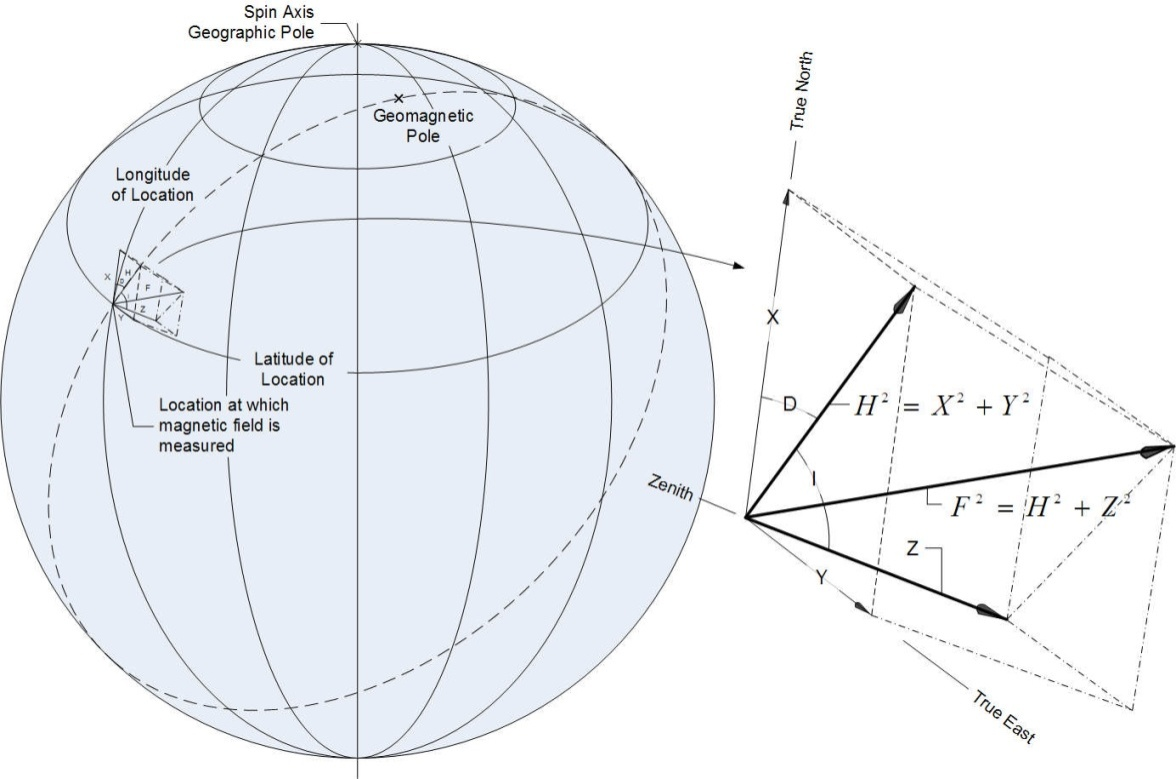 Spin Axis
Geographic Pole
Geomagnetic
Pole
Longitude
of Location
X
H
D
F
I
Z
Y
Latitude of
Location
Location at which
magnetic field is
measured
True North
X
D
H² = X² + Y²
I
Zenith
F² = H² + Z²
Z
Y
True East